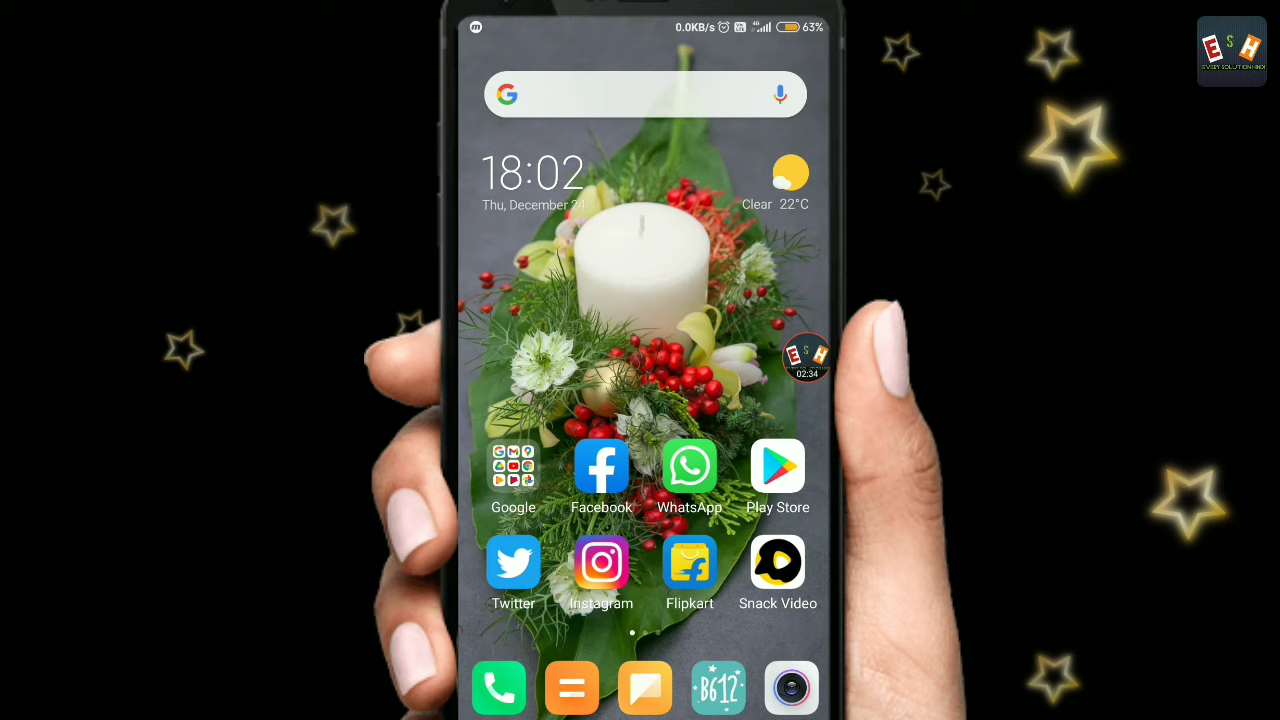 0.0KB/s 4G 63%
E S H
EVERY SOLUTION HINDI
18:02
Thu, December 24
Clear 22°C
E S H
02:34
Google Facebook WhatsApp Play Store
Twitter Instagram Flipkart Snack Video
B612